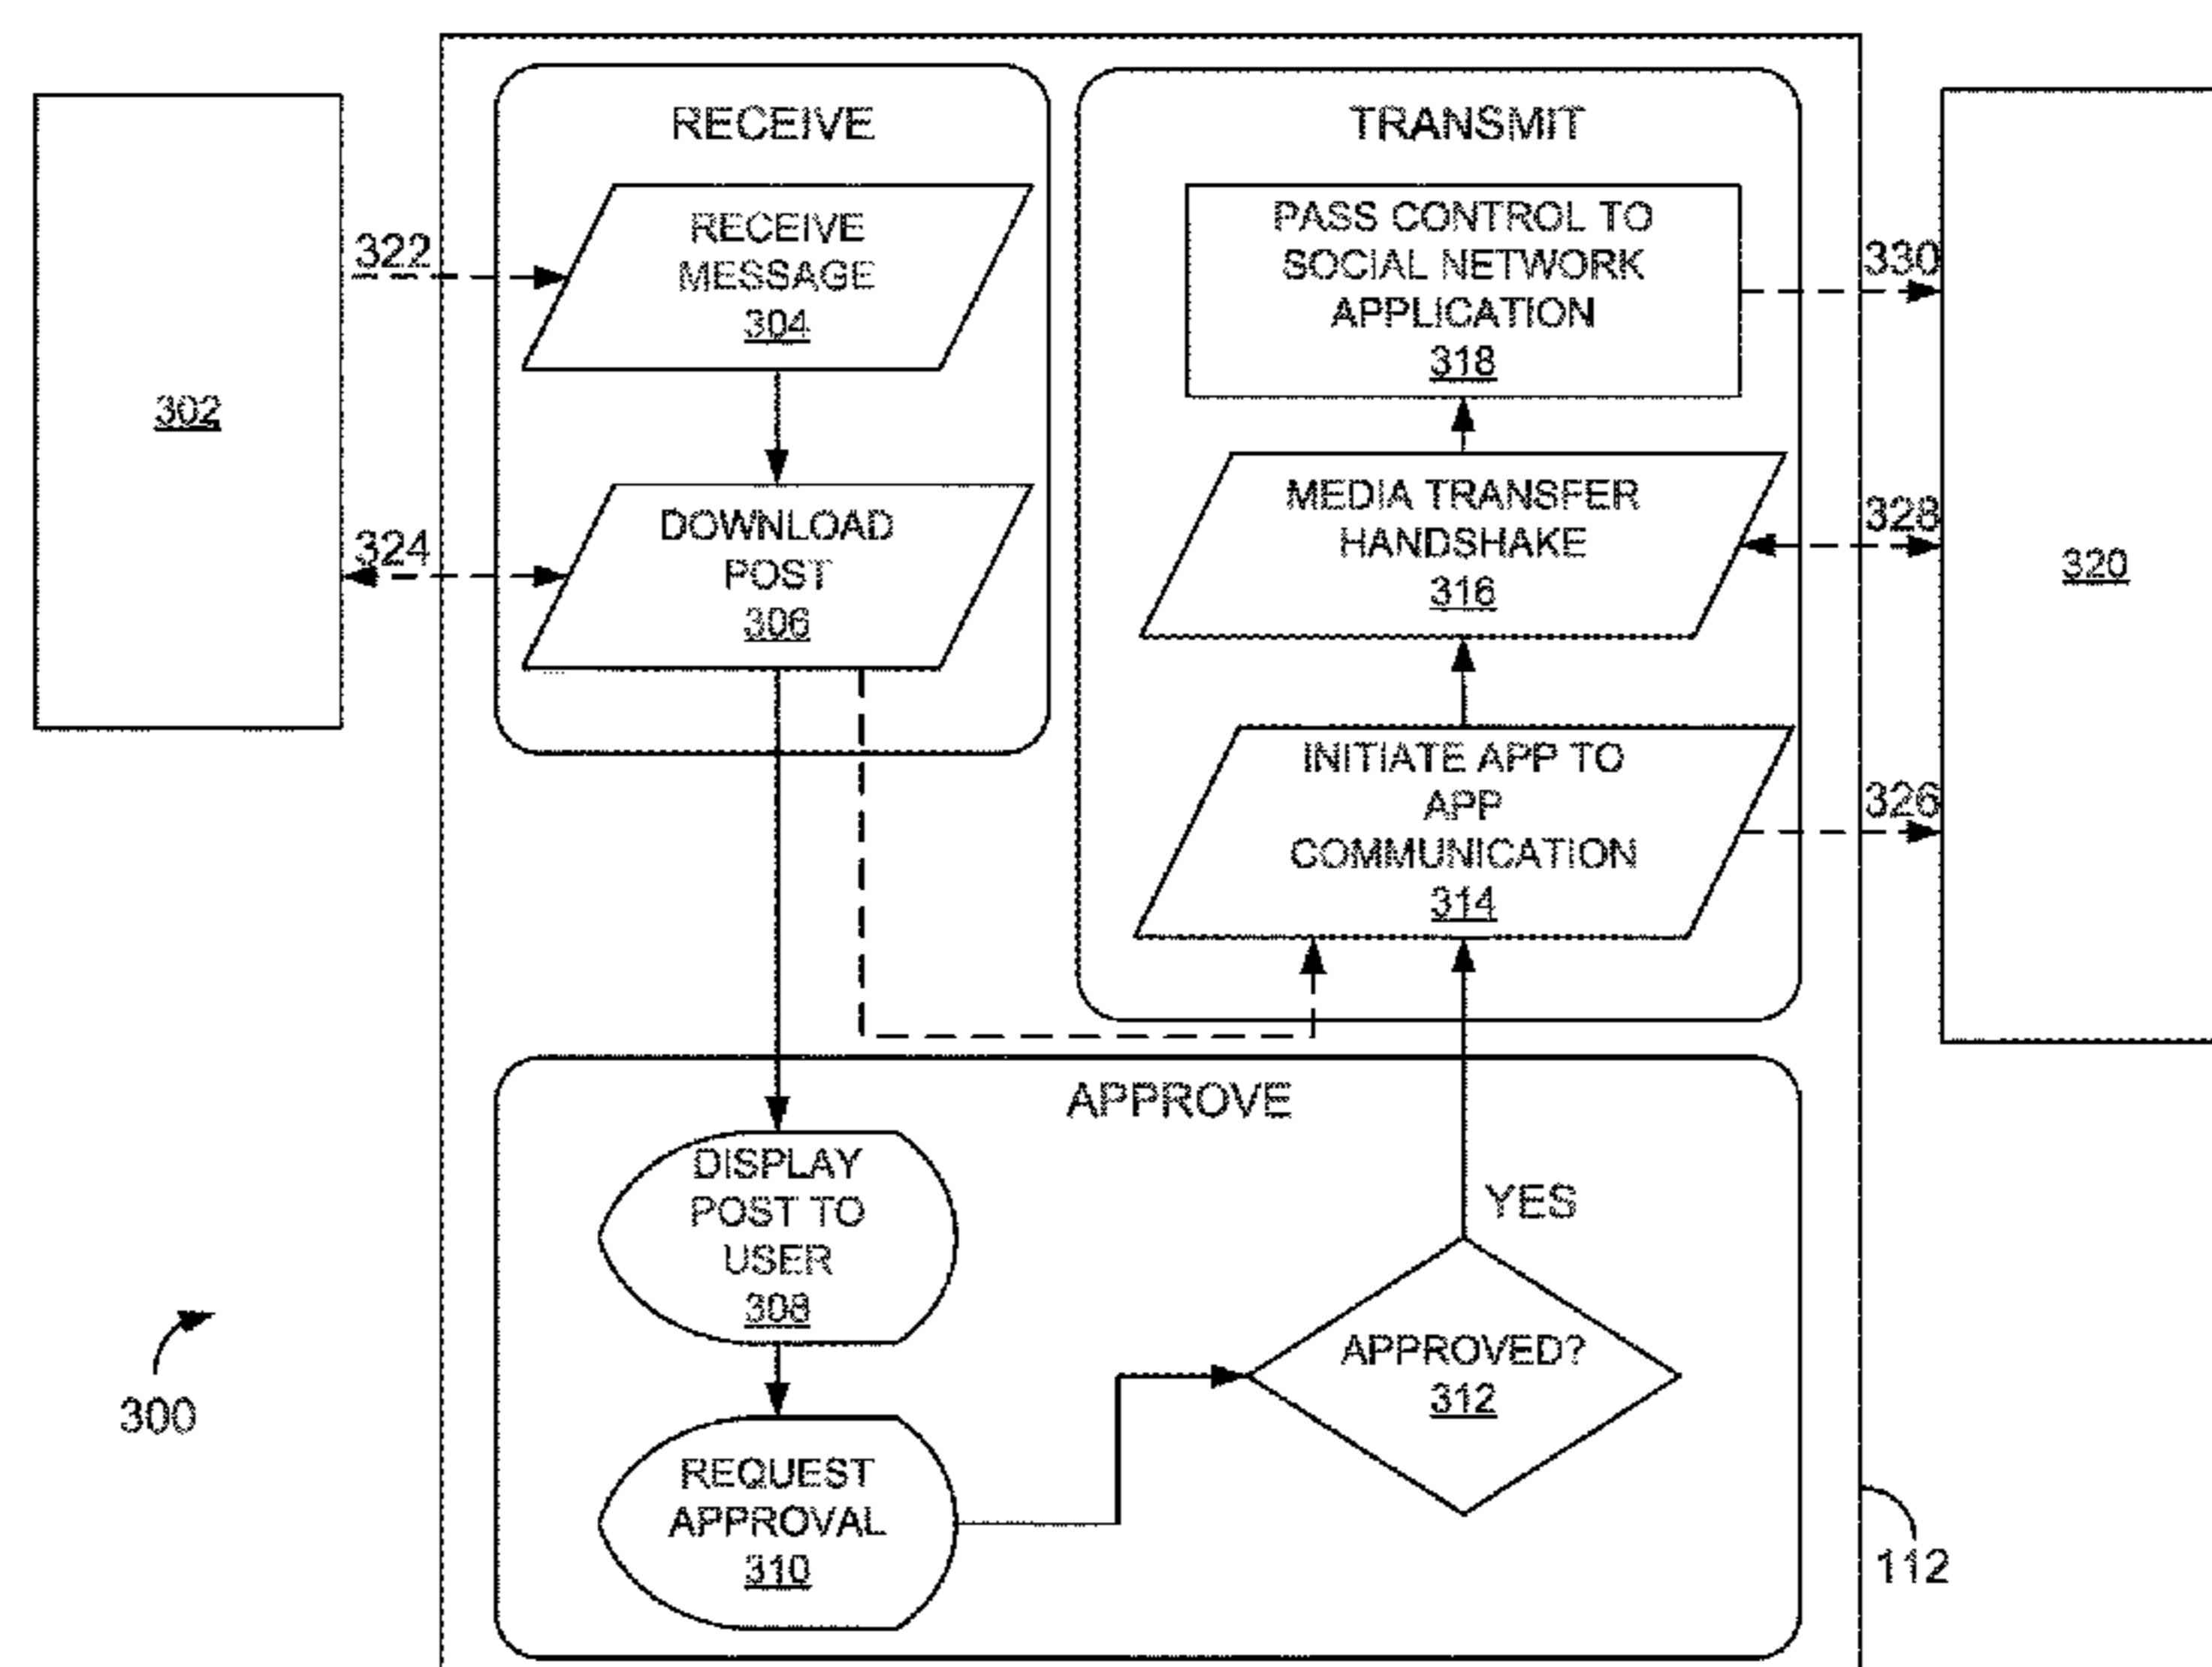 302
322
324
RECEIVE
RECEIVE
MESSAGE
304
DOWNLOAD
POST
306
TRANSMIT
PASS CONTROL TO
SOCIAL NETWORK
APPLICATION
318
MEDIA TRANSFER
HANDSHAKE
316
INITIATE APP TO
APP
COMMUNICATION
314
330
328
326
320
APPROVE
DISPLAY
POST TO
USER
308
REQUEST
APPROVAL
310
YES
APPROVED?
312
300
112